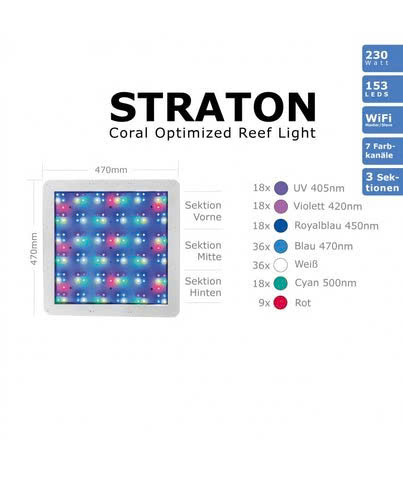 STRATON
Coral Optimized Reef Light
230
Watt
153
LEDS
WiFi
Master/Slave
7 Farb-
kanäle
3 Sek-
tionen
470mm
470mm
Sektion
Vorne
Sektion
Mitte
Sektion
Hinten
18x UV 405nm
18x Violett 420nm
18x Royalblau 450nm
36x Blau 470nm
36x Weiß
18x Cyan 500nm
9x Rot